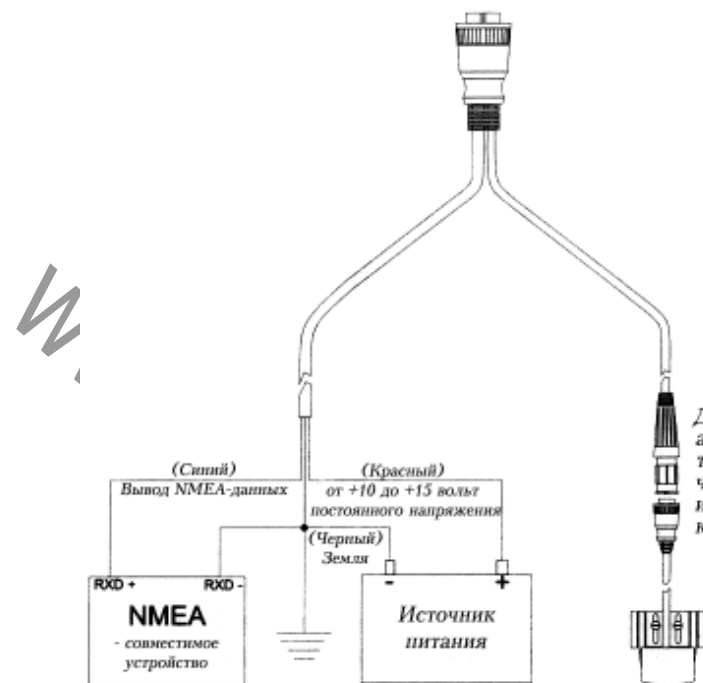 (Синий)
Вывод NMEA-данных
(Красный)
от +10 до +15 вольт
постоянного напряжения
(Черный)
Земля
RXD +
RXD -
NMEA
- совместимое
устройство
-
+
Источник
питания